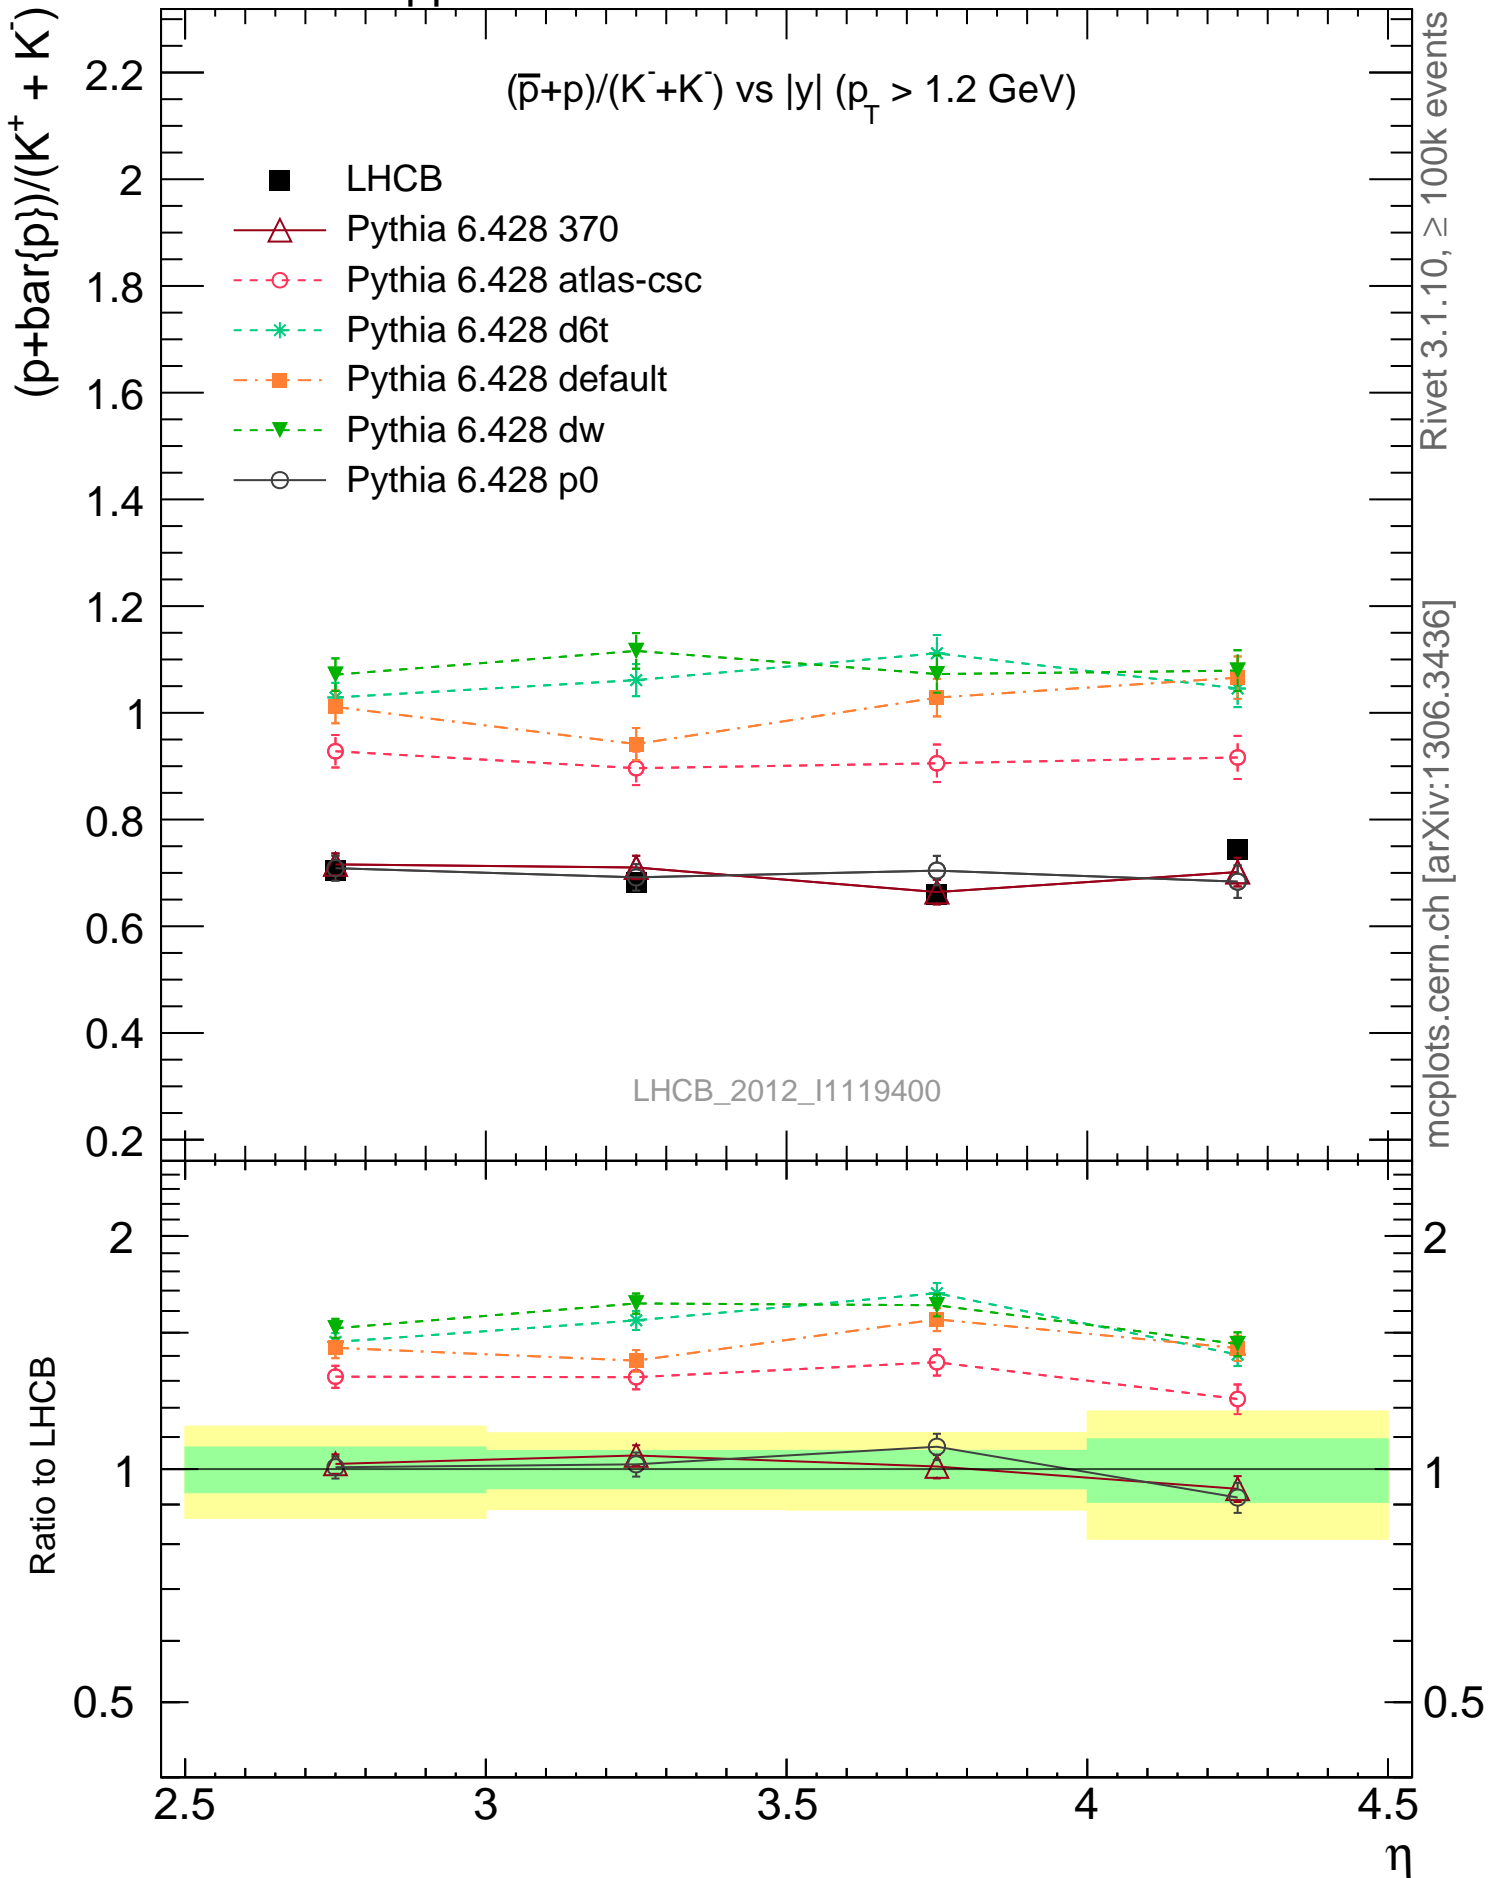 (p̅+p)/(K⁻+K⁻) vs |y| (p_T > 1.2 GeV)
(p+bar{p})/(K⁺ + K⁻)
LHCB
Pythia 6.428 370
Pythia 6.428 atlas-csc
Pythia 6.428 d6t
Pythia 6.428 default
Pythia 6.428 dw
Pythia 6.428 p0
2.2
2
1.8
1.6
1.4
1.2
1
0.8
0.6
0.4
0.2
LHCB_2012_I1119400
Rivet 3.1.10, ≥ 100k events
mcplots.cern.ch [arXiv:1306.3436]
Ratio to LHCB
2
1
0.5
2
1
0.5
2.5 3 3.5 4 4.5
η